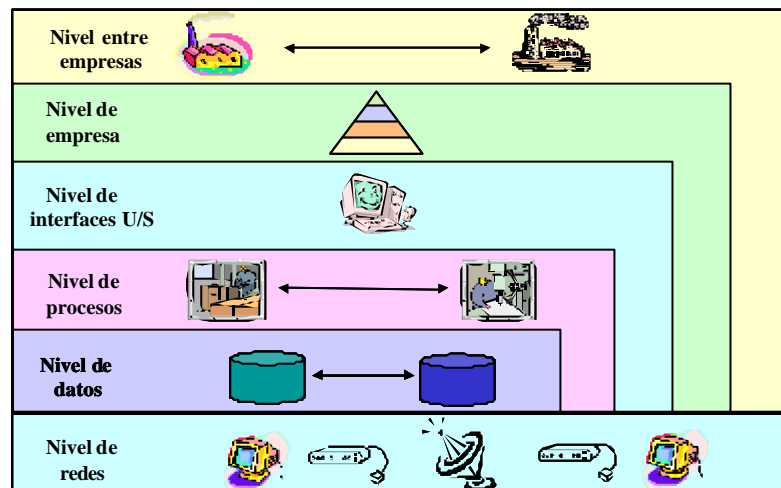 Nivel entre
empresas
Nivel de
empresa
Nivel de
interfaces U/S
Nivel de
procesos
Nivel de
datos
Nivel de
redes